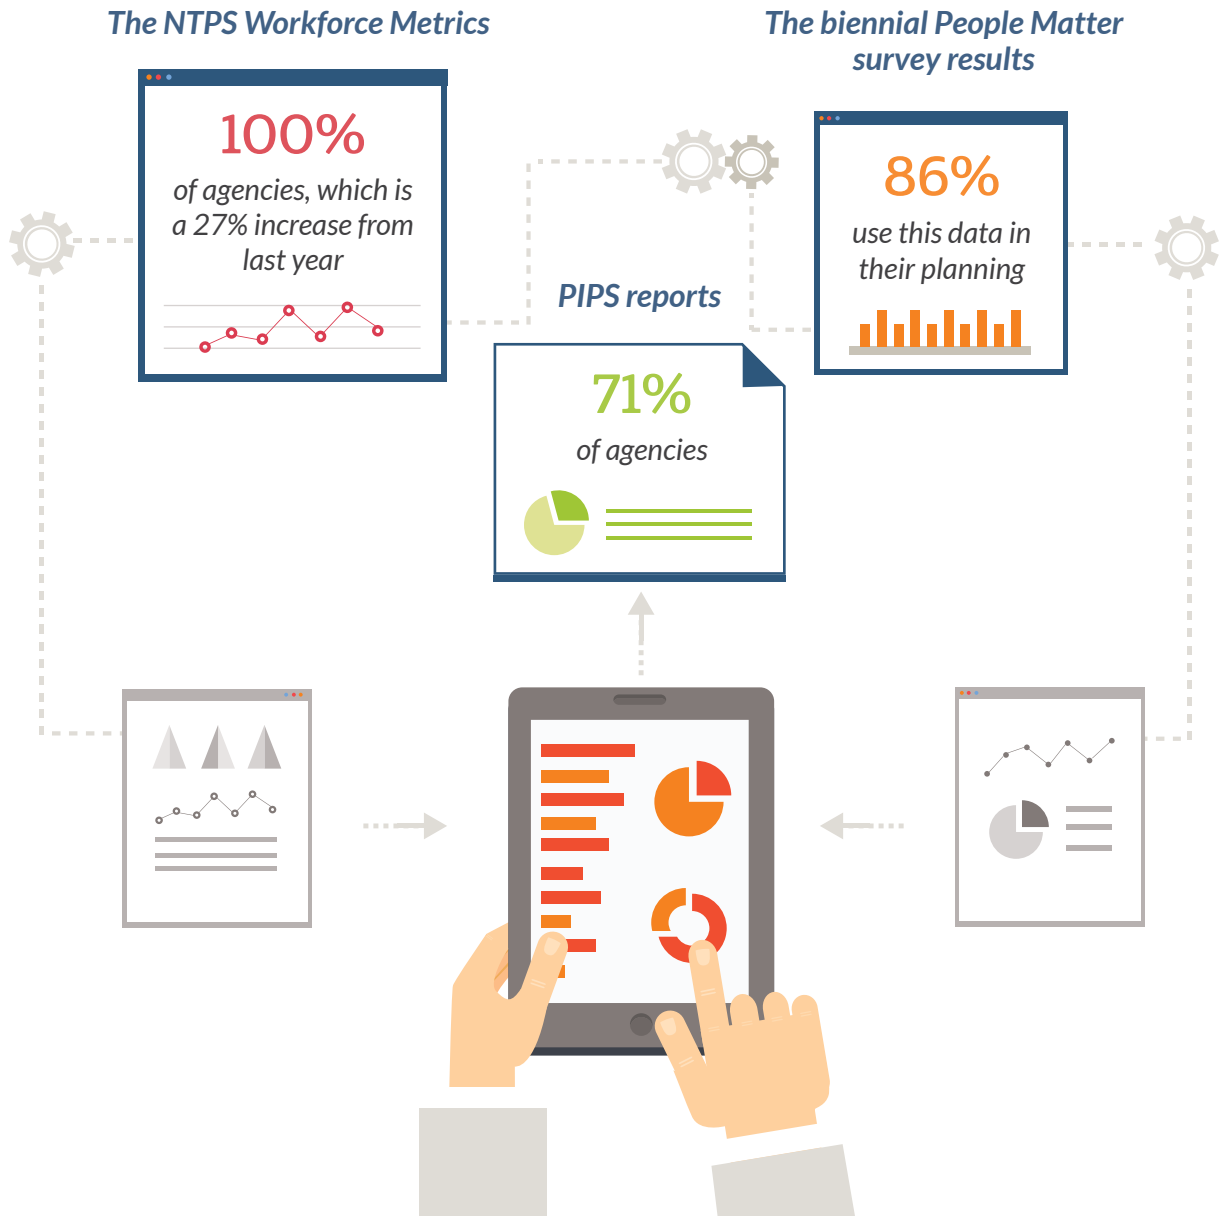 The NTPS Workforce Metrics
100%
of agencies, which is
a 27% increase from
last year
The biennial People Matter
survey results
86%
use this data in
their planning
PIPS reports
71%
of agencies